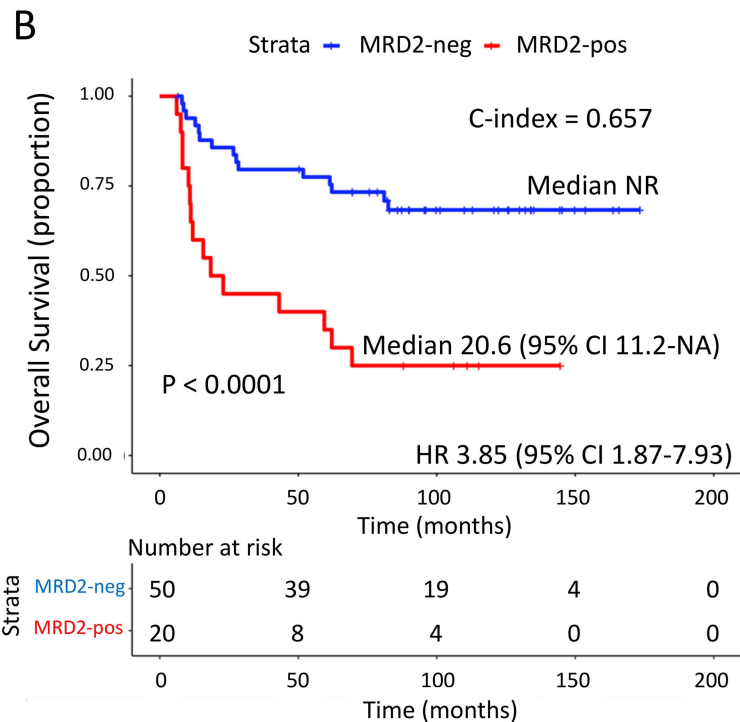 B
Strata MRD2-neg MRD2-pos
Overall Survival (proportion)
1.00
0.75
0.50
0.25
0.00
C-index = 0.657
Median NR
Median 20.6 (95% CI 11.2-NA)
P < 0.0001
HR 3.85 (95% CI 1.87-7.93)
0 50 100 150 200
Time (months)
Number at risk
Strata
MRD2-neg 50 39 19 4 0
MRD2-pos 20 8 4 0 0
0 50 100 150 200
Time (months)